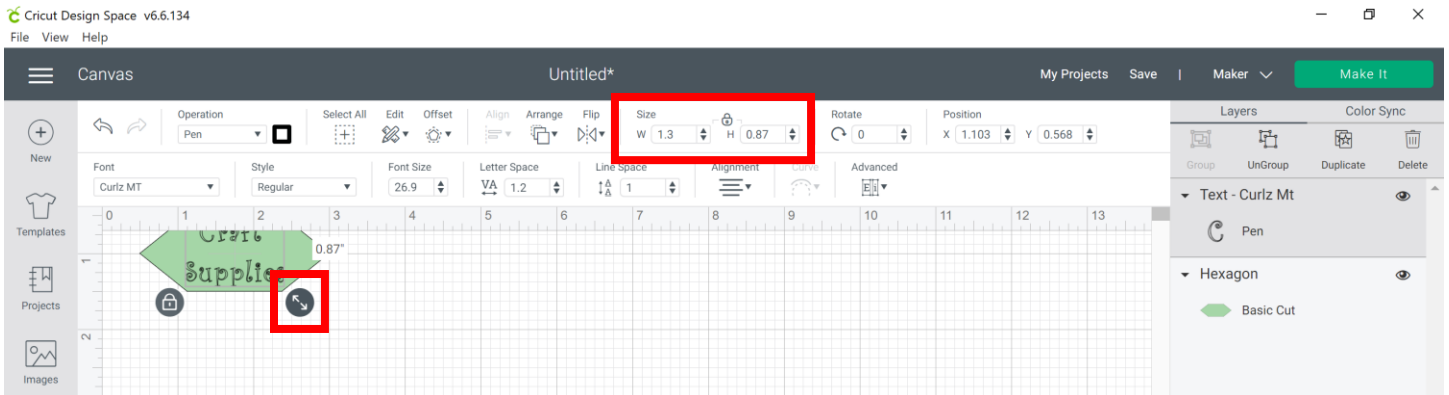 Cricut Design Space v6.6.134
File View Help
Canvas Untitled* My Projects Save | Maker Make It
Operation Select All Edit Offset Align Arrange Flip Size Rotate Position
Pen W 1.3 H 0.87 0 X 1.103 Y 0.568
Font Style Font Size Letter Space Line Space Alignment Curve Advanced
Curlz MT Regular 26.9 VA 1.2 1
New
Templates
Projects
Images
0 1 2 3 4 5 6 7 8 9 10 11 12 13
1
2
Craft
Supplies
0.87"
Layers Color Sync
Group UnGroup Duplicate Delete
Text - Curlz Mt
C Pen
Hexagon
Basic Cut